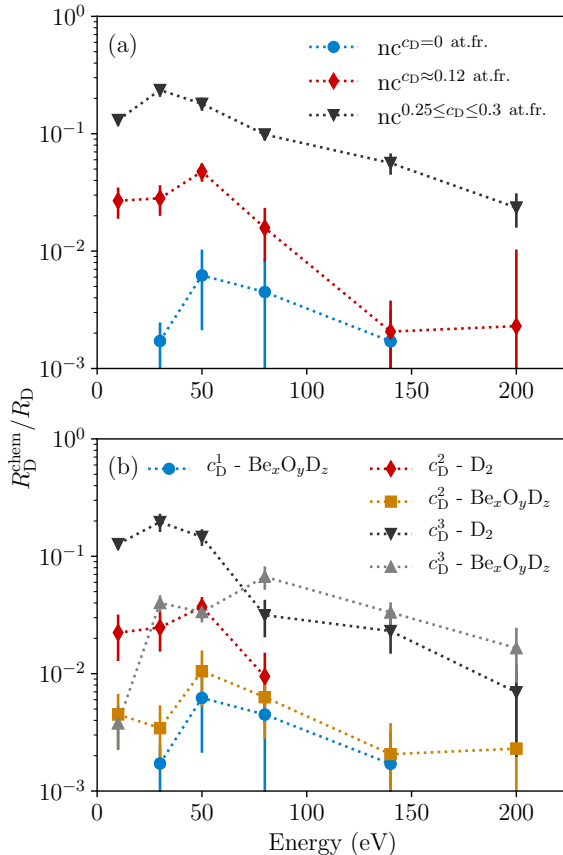 10⁰
(a)
nc^{c_D=0 at.fr.}
nc^{c_D≈0.12 at.fr.}
nc^{0.25≤c_D≤0.3 at.fr.}
10⁻¹
10⁻²
10⁻³
0 50 100 150 200
R_D^{chem}/R_D
10⁰
(b)
c_D^1 - Be_xO_yD_z
c_D^2 - D₂
c_D^2 - Be_xO_yD_z
c_D^3 - D₂
c_D^3 - Be_xO_yD_z
10⁻¹
10⁻²
10⁻³
0 50 100 150 200
Energy (eV)